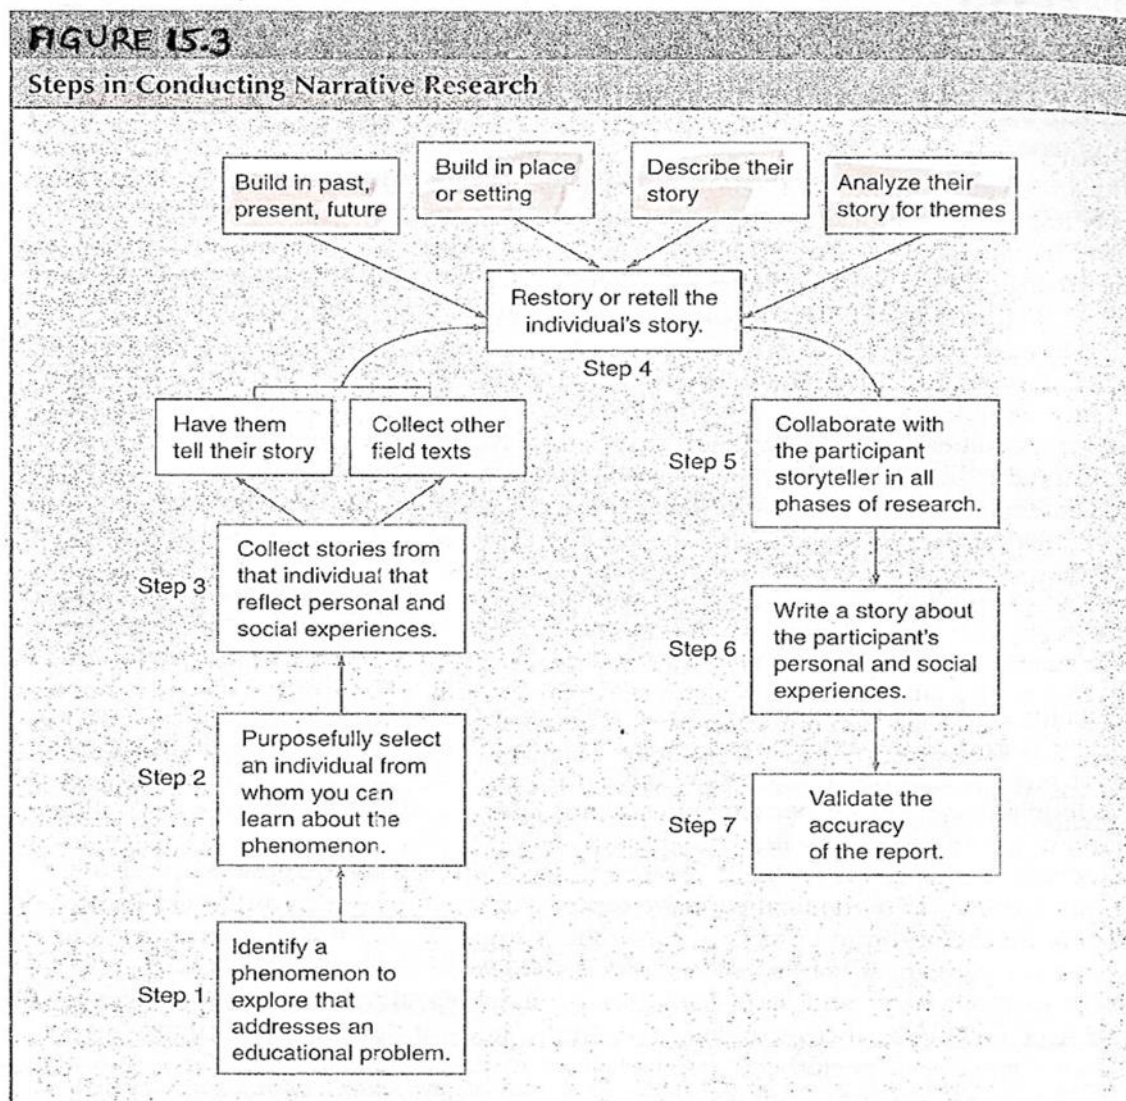 FIGURE 15.3
Steps in Conducting Narrative Research
Build in past,
present, future
Build in place
or setting
Describe their
story
Analyze their
story for themes
Restory or retell the
individual's story.
Step 4
Have them
tell their story
Collect other
field texts
Step 3
Collect stories from
that individual that
reflect personal and
social experiences.
Step 2
Purposefully select
an individual from
whom you can
learn about the
phenomenon.
Step 1
Identify a
phenomenon to
explore that
addresses an
educational problem.
Step 5
Collaborate with
the participant
storyteller in all
phases of research.
Step 6
Write a story about
the participant's
personal and social
experiences.
Step 7
Validate the
accuracy
of the report.